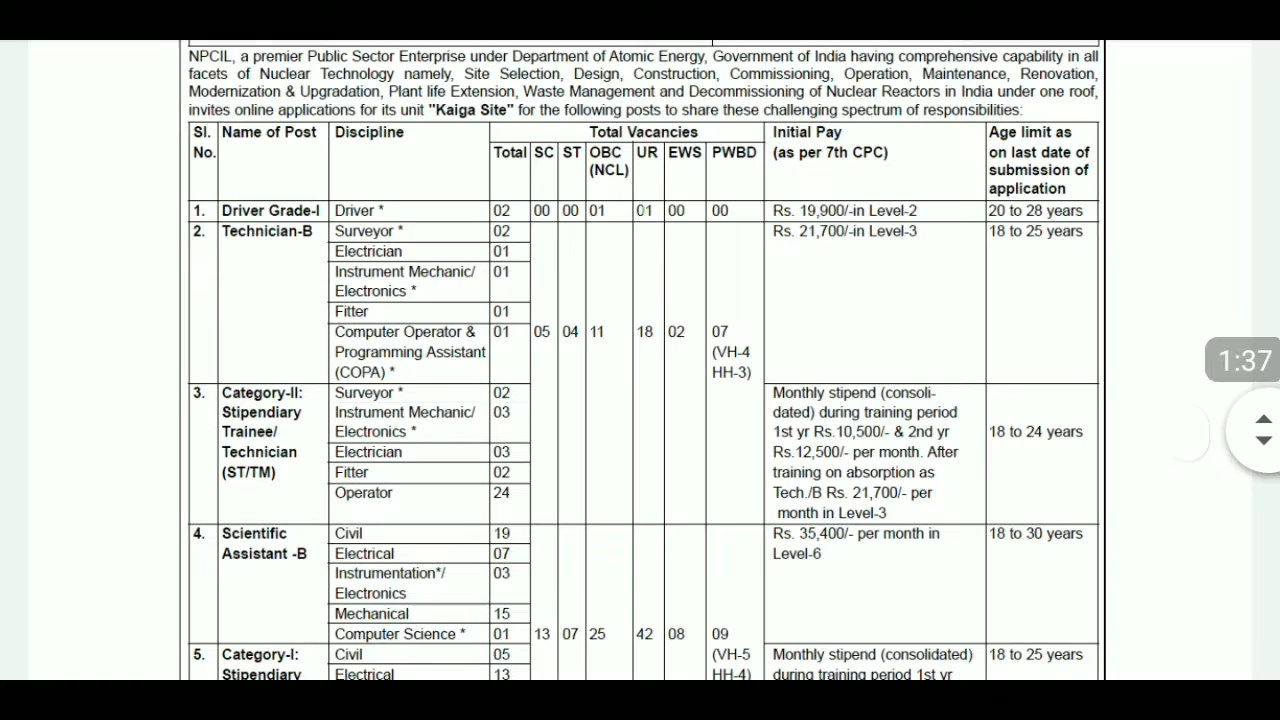 NPCIL, a premier Public Sector Enterprise under Department of Atomic Energy, Government of India having comprehensive capability in all
facets of Nuclear Technology namely, Site Selection, Design, Construction, Commissioning, Operation, Maintenance, Renovation,
Modernization & Upgradation, Plant life Extension, Waste Management and Decommissioning of Nuclear Reactors in India under one roof,
invites online applications for its unit "Kaiga Site" for the following posts to share these challenging spectrum of responsibilities:
Sl. Name of Post Discipline Total Vacancies Initial Pay Age limit as
No. Total SC ST OBC UR EWS PWBD (as per 7th CPC) on last date of
(NCL) submission of
application
1. Driver Grade-I Driver * 02 00 00 01 01 00 00 Rs. 19,900/-in Level-2 20 to 28 years
2. Technician-B Surveyor * 02 Rs. 21,700/-in Level-3 18 to 25 years
Electrician 01
Instrument Mechanic/ 01
Electronics *
Fitter 01
Computer Operator & 01 05 04 11 18 02 07
Programming Assistant (VH-4
(COPA) * HH-3)
3. Category-II: Surveyor * 02 Monthly stipend (consoli-
Stipendiary Instrument Mechanic/ 03 dated) during training period
Trainee/ Electronics * 1st yr Rs.10,500/- & 2nd yr 18 to 24 years
Technician Electrician 03 Rs.12,500/- per month. After
(ST/TM) Fitter 02 training on absorption as
Operator 24 Tech./B Rs. 21,700/- per
month in Level-3
4. Scientific Civil 19 Rs. 35,400/- per month in 18 to 30 years
Assistant -B Electrical 07 Level-6
Instrumentation*/ 03
Electronics
Mechanical 15
Computer Science * 01 13 07 25 42 08 09
5. Category-I: Civil 05 (VH-5 Monthly stipend (consolidated) 18 to 25 years
Stipendiary Electrical 13 HH-4) during training period 1st yr
1:37